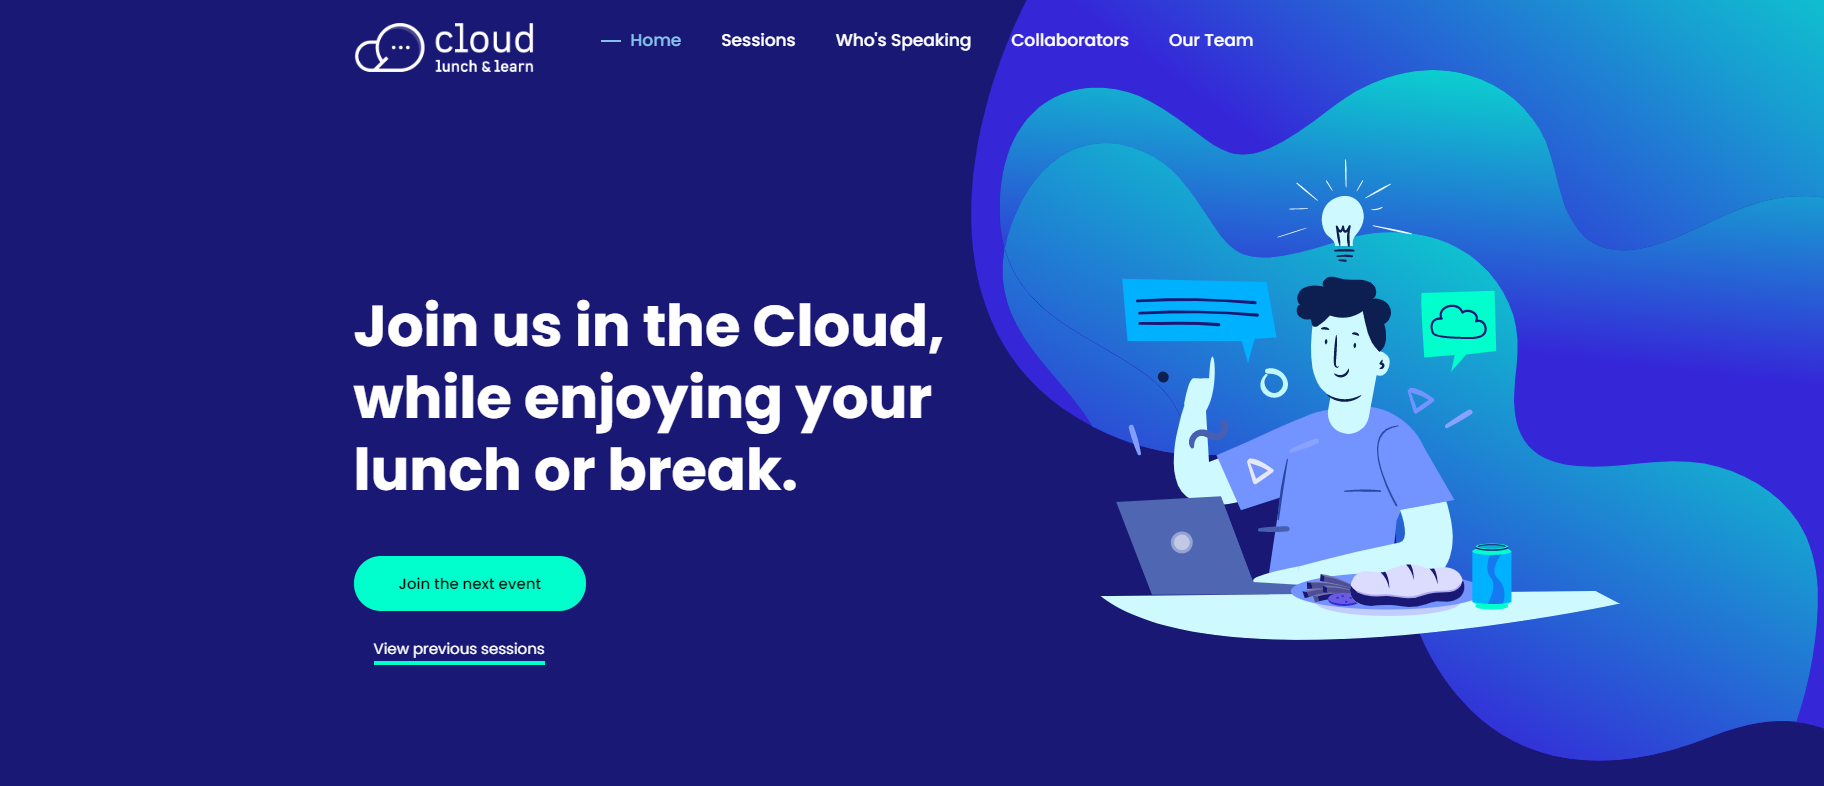 cloud
lunch & learn
Home Sessions Who's Speaking Collaborators Our Team
Join us in the Cloud,
while enjoying your
lunch or break.
Join the next event
View previous sessions